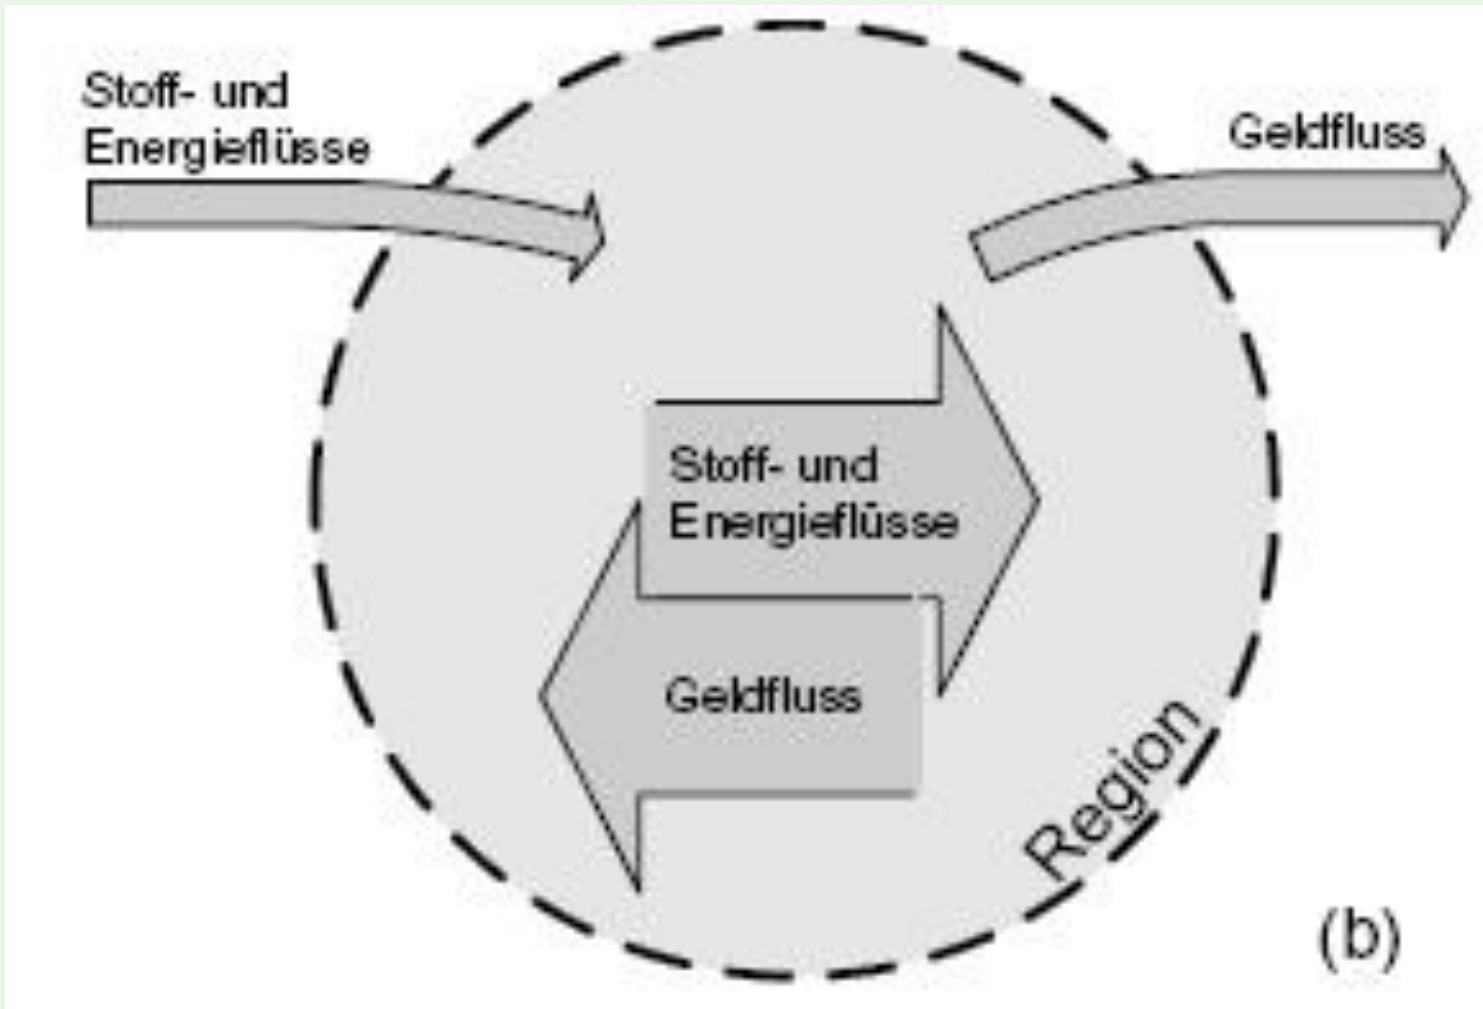 Stoff- und
Energieflüsse
Geldfluss
Stoff- und
Energieflüsse
Geldfluss
Region
(b)